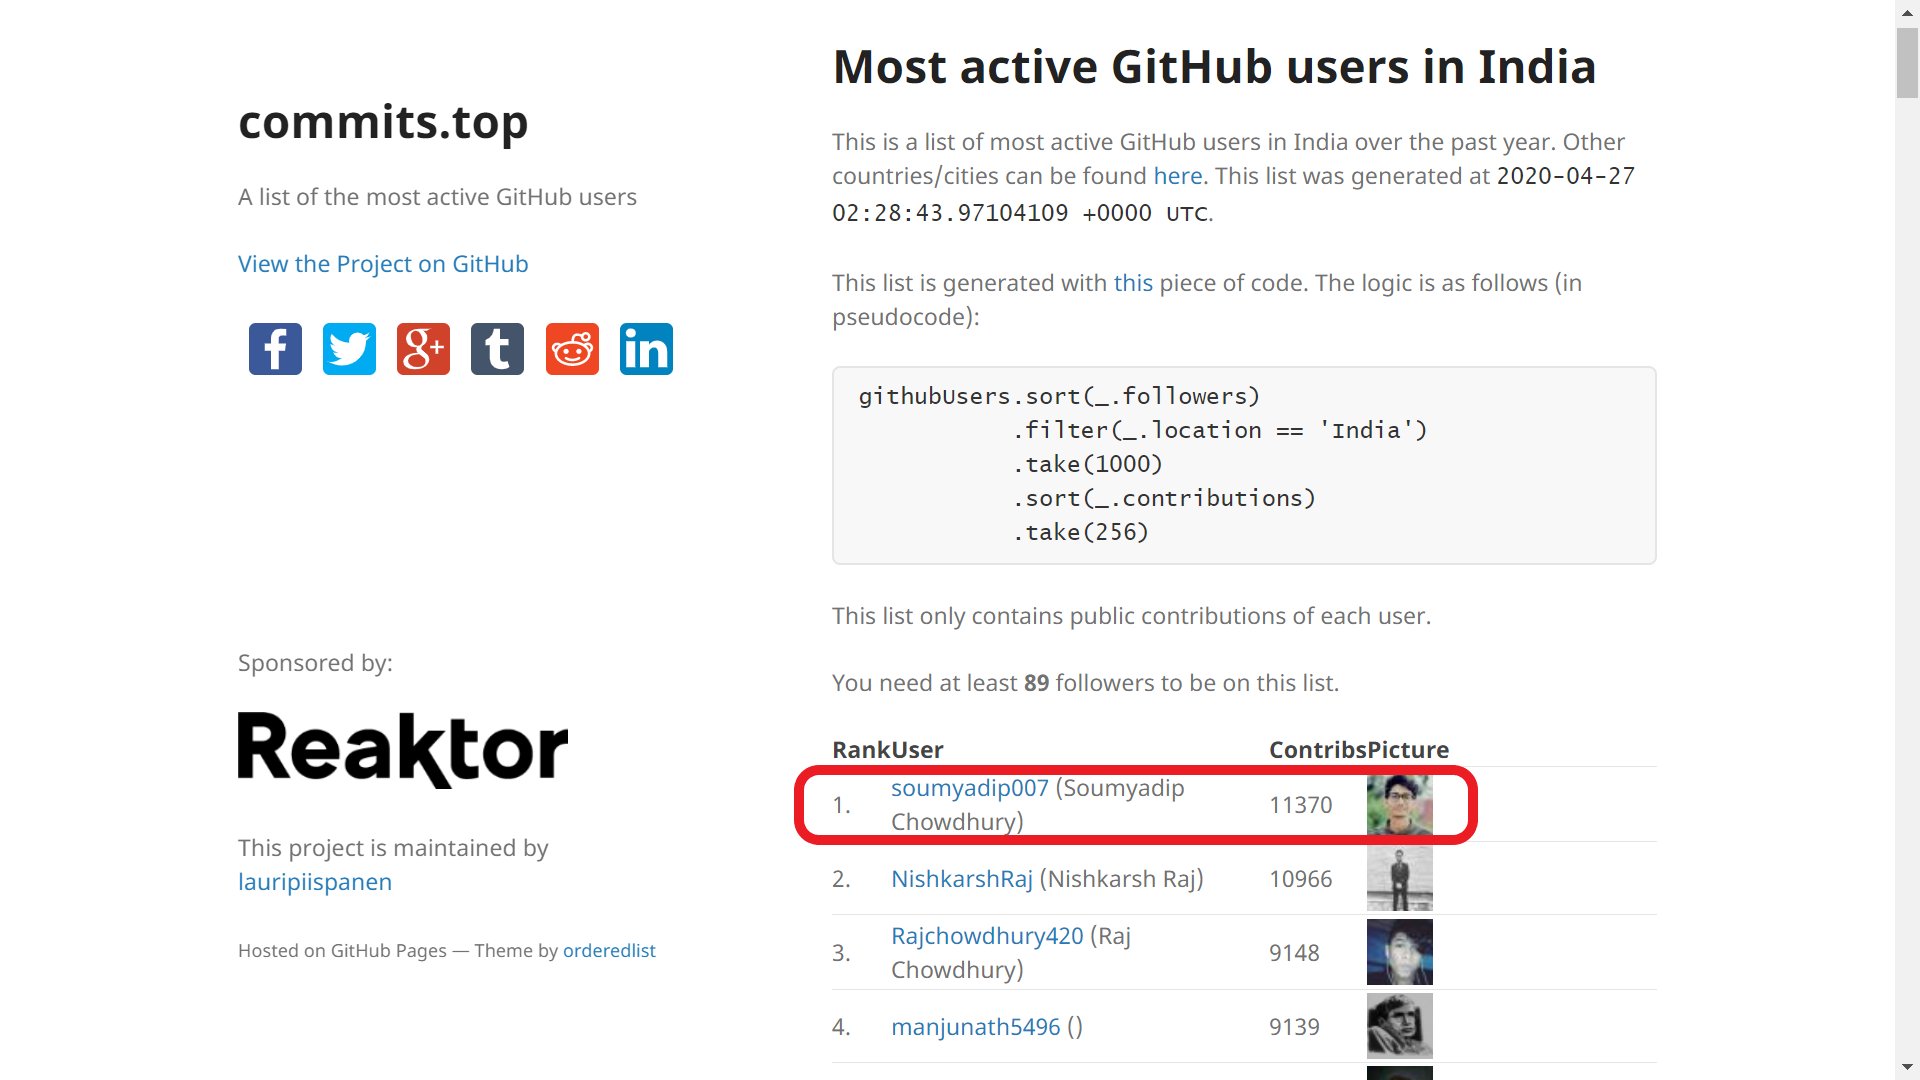 commits.top
A list of the most active GitHub users
View the Project on GitHub
Sponsored by:
Reaktor
This project is maintained by
lauripiispanen
Hosted on GitHub Pages — Theme by orderedlist
Most active GitHub users in India
This is a list of most active GitHub users in India over the past year. Other
countries/cities can be found here. This list was generated at 2020-04-27
02:28:43.97104109 +0000 UTC.
This list is generated with this piece of code. The logic is as follows (in
pseudocode):
githubUsers.sort(_.followers)
.filter(_.location == 'India')
.take(1000)
.sort(_.contributions)
.take(256)
This list only contains public contributions of each user.
You need at least 89 followers to be on this list.
Rank User Contribs Picture
1. soumyadip007 (Soumyadip 11370
Chowdhury)
2. NishkarshRaj (Nishkarsh Raj) 10966
3. Rajchowdhury420 (Raj 9148
Chowdhury)
4. manjunath5496 () 9139